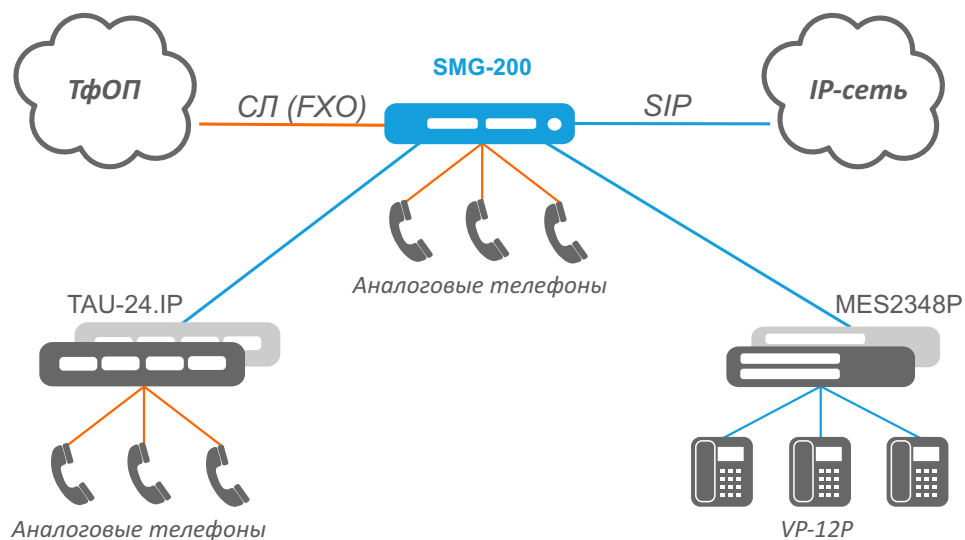 ТфОП
SMG-200
IP-сеть
СЛ (FXO)
SIP
Аналоговые телефоны
TAU-24.IP
MES2348P
Аналоговые телефоны
VP-12P